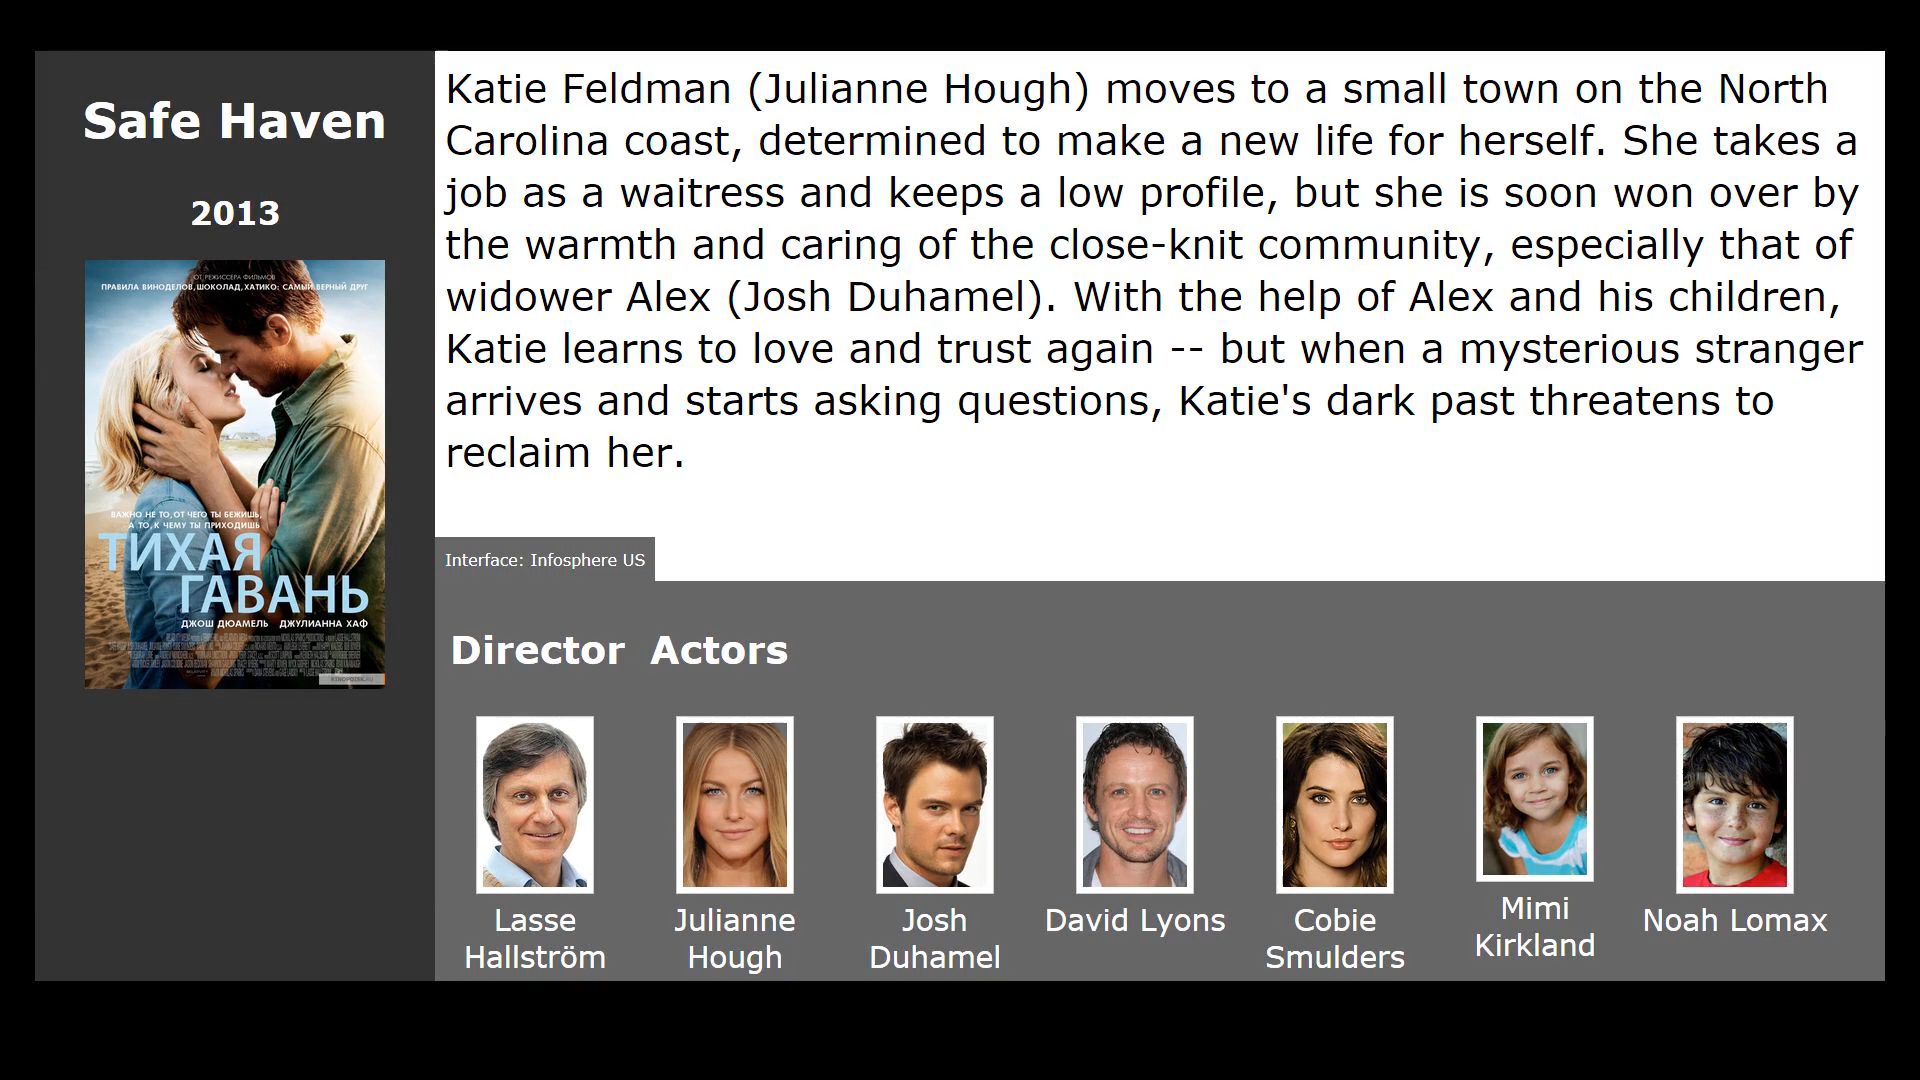 Safe Haven
2013
ОТ РЕЖИССЕРА ФИЛЬМОВ
ПРАВИЛА ВИНОДЕЛОВ, ШОКОЛАД, ХАТИКО: САМЫЙ ВЕРНЫЙ ДРУГ
ВАЖНО НЕ ТО, ОТ ЧЕГО ТЫ БЕЖИШЬ,
А ТО, К ЧЕМУ ТЫ ПРИХОДИШЬ
ТИХАЯ
ГАВАНЬ
ДЖОШ ДЮАМЕЛЬ ДЖУЛИАННА ХАФ
KINOPOISK.RU
Katie Feldman (Julianne Hough) moves to a small town on the North
Carolina coast, determined to make a new life for herself. She takes a
job as a waitress and keeps a low profile, but she is soon won over by
the warmth and caring of the close-knit community, especially that of
widower Alex (Josh Duhamel). With the help of Alex and his children,
Katie learns to love and trust again -- but when a mysterious stranger
arrives and starts asking questions, Katie's dark past threatens to
reclaim her.
Interface: Infosphere US
Director Actors
Lasse
Hallström
Julianne
Hough
Josh
Duhamel
David Lyons
Cobie
Smulders
Mimi
Kirkland
Noah Lomax